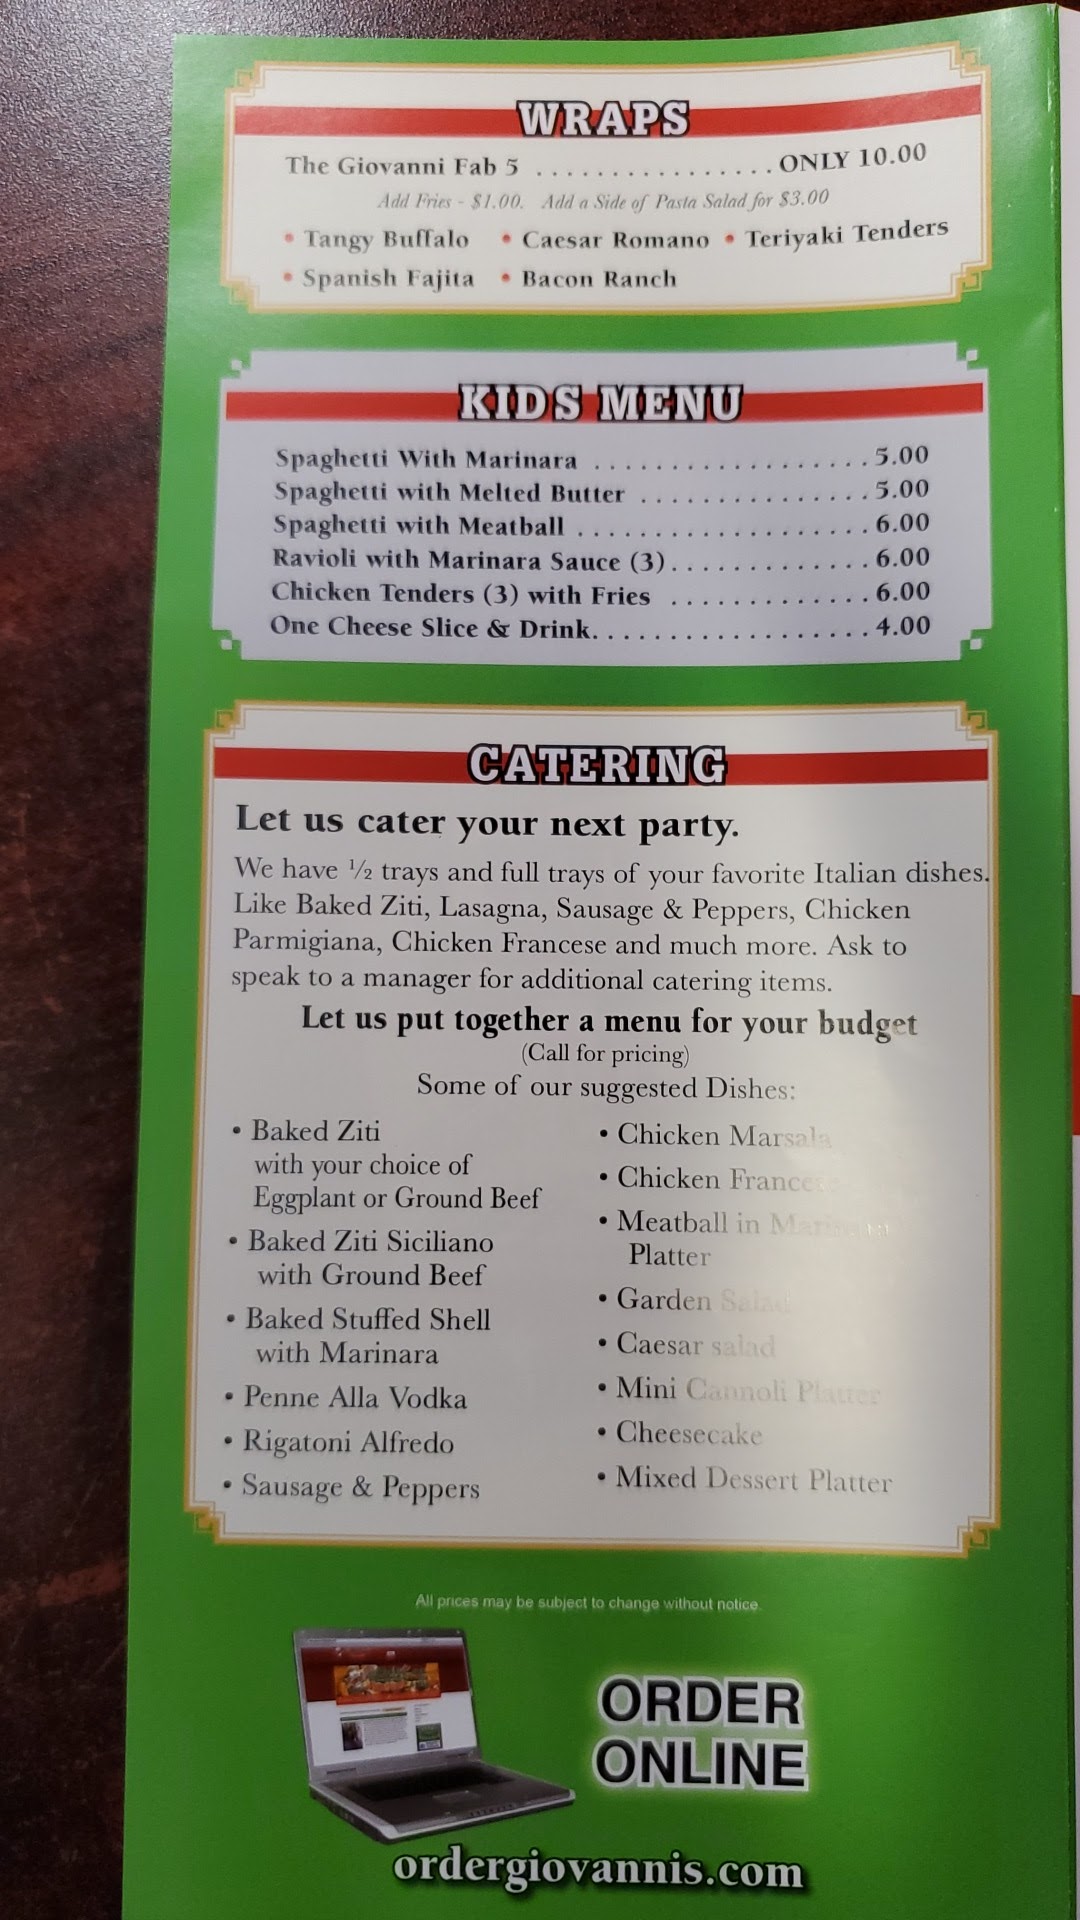 WRAPS
The Giovanni Fab 5 ................ ONLY 10.00
Add Fries - $1.00. Add a Side of Pasta Salad for $3.00
• Tangy Buffalo • Caesar Romano • Teriyaki Tenders
• Spanish Fajita • Bacon Ranch
KIDS MENU
Spaghetti With Marinara .................. 5.00
Spaghetti with Melted Butter ............... 5.00
Spaghetti with Meatball ................... 6.00
Ravioli with Marinara Sauce (3) ............. 6.00
Chicken Tenders (3) with Fries ............. 6.00
One Cheese Slice & Drink.................. 4.00
CATERING
Let us cater your next party.
We have ½ trays and full trays of your favorite Italian dishes.
Like Baked Ziti, Lasagna, Sausage & Peppers, Chicken
Parmigiana, Chicken Francese and much more. Ask to
speak to a manager for additional catering items.
Let us put together a menu for your budget
(Call for pricing)
Some of our suggested Dishes:
• Baked Ziti
with your choice of
Eggplant or Ground Beef
• Baked Ziti Siciliano
with Ground Beef
• Baked Stuffed Shell
with Marinara
• Penne Alla Vodka
• Rigatoni Alfredo
• Sausage & Peppers
• Chicken Marsala
• Chicken Francese
• Meatball in
Platter
• Garden Salad
• Caesar salad
• Mini Cannoli Platter
• Cheesecake
• Mixed Dessert Platter
All prices may be subject to change without notice.
ORDER
ONLINE
ordergiovannis.com